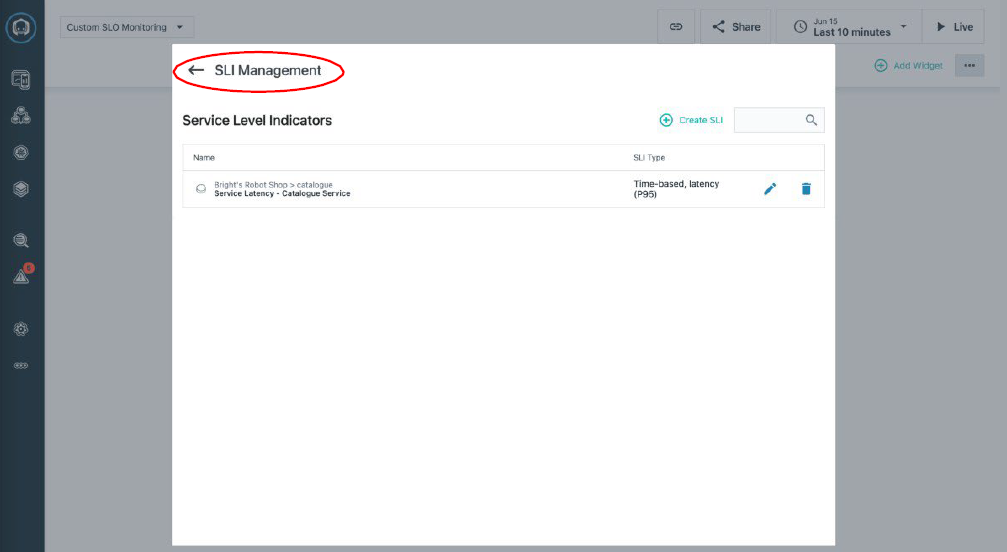 Custom SLO Monitoring
Share
Jun 15
Last 10 minutes
Live
Add Widget
SLI Management
Service Level Indicators
Create SLI
Name
SLI Type
Bright's Robot Shop > catalogue
Service Latency - Catalogue Service
Time-based, latency
(P95)